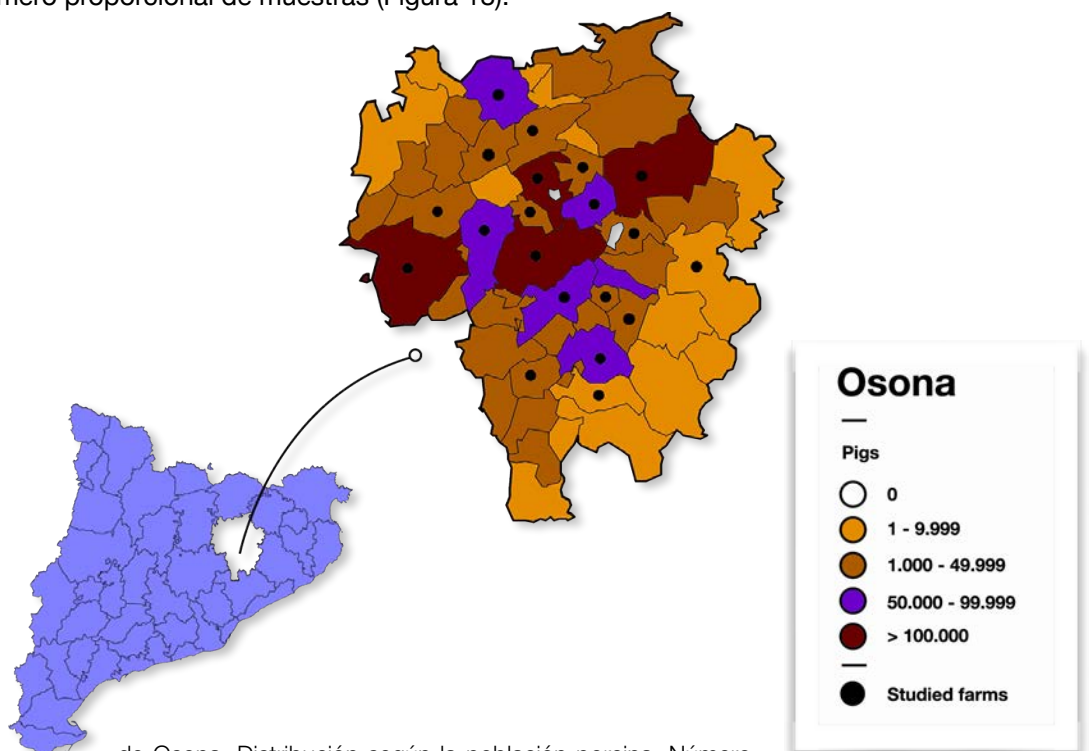 mero proporcional de muestras (Figura 18).
Osona
Pigs
0
1 - 9.999
1.000 - 49.999
50.000 - 99.999
> 100.000
Studied farms
de Osona. Distribución según la población porcina. Número